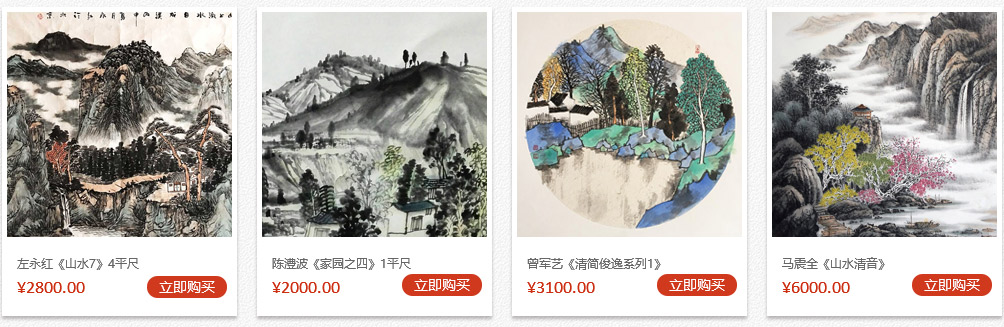 左永红《山水7》4平尺
¥2800.00
立即购买
陈澧波《家园之四》1平尺
¥2000.00
立即购买
曾军艺《清简俊逸系列1》
¥3100.00
立即购买
马震全《山水清音》
¥6000.00
立即购买